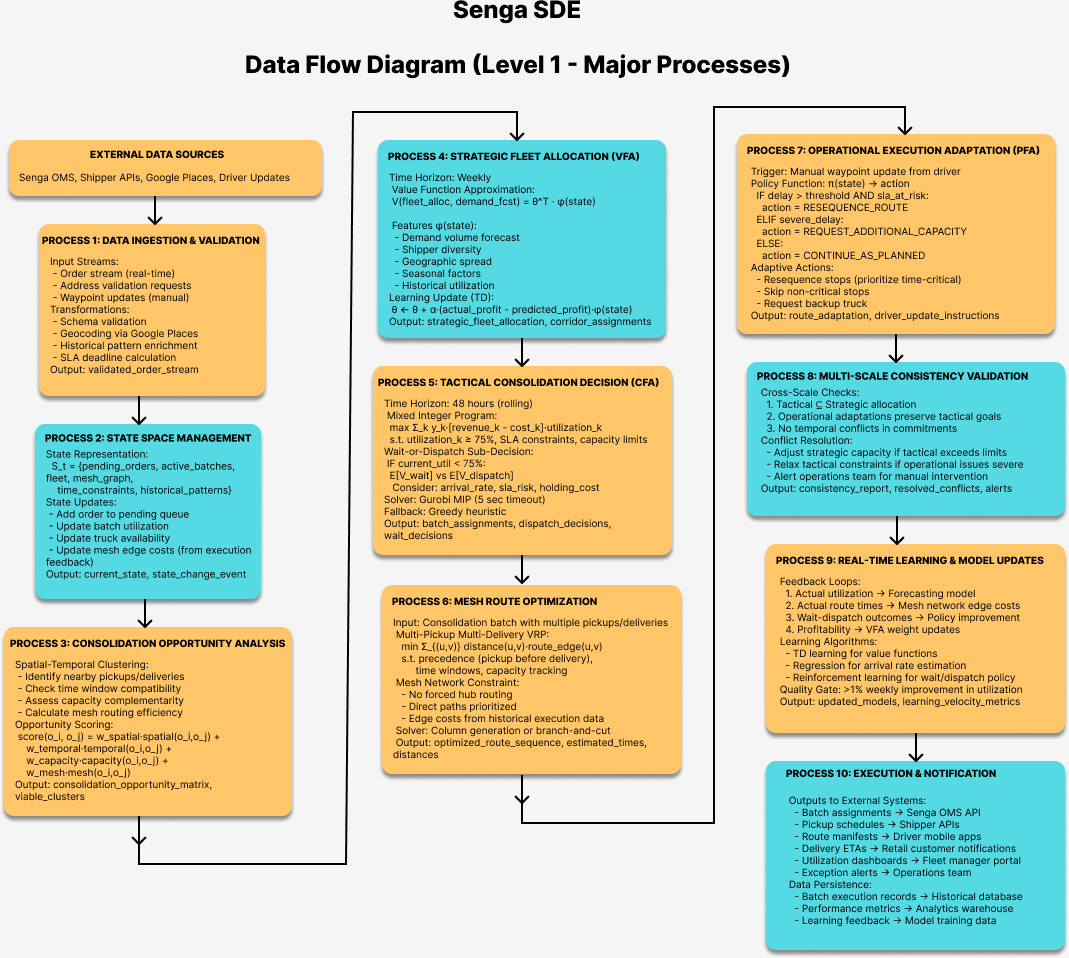 Senga SDE
Data Flow Diagram (Level 1 - Major Processes)
EXTERNAL DATA SOURCES
Senga OMS, Shipper APIs, Google Places, Driver Updates
PROCESS 1: DATA INGESTION & VALIDATION
Input Streams:
- Order stream (real-time)
- Address validation requests
- Waypoint updates (manual)
Transformations:
- Schema validation
- Geocoding via Google Places
- Historical pattern enrichment
- SLA deadline calculation
Output: validated_order_stream
PROCESS 2: STATE SPACE MANAGEMENT
State Representation:
S_t = {pending_orders, active_batches,
fleet, mesh_graph,
time_constraints, historical_patterns}
State Updates:
- Add order to pending queue
- Update batch utilization
- Update truck availability
- Update mesh edge costs (from execution
feedback)
Output: current_state, state_change_event
PROCESS 3: CONSOLIDATION OPPORTUNITY ANALYSIS
Spatial-Temporal Clustering:
- Identify nearby pickups/deliveries
- Check time window compatibility
- Assess capacity complementarity
- Calculate mesh routing efficiency
Opportunity Scoring:
score(o_i, o_j) = w_spatial·spatial(o_i,o_j) +
w_temporal·temporal(o_i,o_j) +
w_capacity·capacity(o_i,o_j) +
w_mesh·mesh(o_i,o_j)
Output: consolidation_opportunity_matrix,
viable_clusters
PROCESS 4: STRATEGIC FLEET ALLOCATION (VFA)
Time Horizon: Weekly
Value Function Approximation:
V(fleet_alloc, demand_fcst) = θ^T · φ(state)
Features φ(state):
- Demand volume forecast
- Shipper diversity
- Geographic spread
- Seasonal factors
- Historical utilization
Learning Update (TD):
θ ← θ + α·(actual_profit - predicted_profit)·φ(state)
Output: strategic_fleet_allocation, corridor_assignments
PROCESS 5: TACTICAL CONSOLIDATION DECISION (CFA)
Time Horizon: 48 hours (rolling)
Mixed Integer Program:
max Σ_k y_k·[revenue_k - cost_k]·utilization_k
s.t. utilization_k ≥ 75%, SLA constraints, capacity limits
Wait-or-Dispatch Sub-Decision:
IF current_util < 75%:
E[V_wait] vs E[V_dispatch]
Consider: arrival_rate, sla_risk, holding_cost
Solver: Gurobi MIP (5 sec timeout)
Fallback: Greedy heuristic
Output: batch_assignments, dispatch_decisions,
wait_decisions
PROCESS 6: MESH ROUTE OPTIMIZATION
Input: Consolidation batch with multiple pickups/deliveries
Multi-Pickup Multi-Delivery VRP:
min Σ_{(u,v)} distance(u,v)·route_edge(u,v)
s.t. precedence (pickup before delivery),
time windows, capacity tracking
Mesh Network Constraint:
- No forced hub routing
- Direct paths prioritized
- Edge costs from historical execution data
Solver: Column generation or branch-and-cut
Output: optimized_route_sequence, estimated_times,
distances
PROCESS 7: OPERATIONAL EXECUTION ADAPTATION (PFA)
Trigger: Manual waypoint update from driver
Policy Function: π(state) → action
IF delay > threshold AND sla_at_risk:
action = RESEQUENCE_ROUTE
ELIF severe_delay:
action = REQUEST_ADDITIONAL_CAPACITY
ELSE:
action = CONTINUE_AS_PLANNED
Adaptive Actions:
- Resequence stops (prioritize time-critical)
- Skip non-critical stops
- Request backup truck
Output: route_adaptation, driver_update_instructions
PROCESS 8: MULTI-SCALE CONSISTENCY VALIDATION
Cross-Scale Checks:
1. Tactical ⊆ Strategic allocation
2. Operational adaptations preserve tactical goals
3. No temporal conflicts in commitments
Conflict Resolution:
- Adjust strategic capacity if tactical exceeds limits
- Relax tactical constraints if operational issues severe
- Alert operations team for manual intervention
Output: consistency_report, resolved_conflicts, alerts
PROCESS 9: REAL-TIME LEARNING & MODEL UPDATES
Feedback Loops:
1. Actual utilization → Forecasting model
2. Actual route times → Mesh network edge costs
3. Wait-dispatch outcomes → Policy improvement
4. Profitability → VFA weight updates
Learning Algorithms:
- TD learning for value functions
- Regression for arrival rate estimation
- Reinforcement learning for wait/dispatch policy
Quality Gate: >1% weekly improvement in utilization
Output: updated_models, learning_velocity_metrics
PROCESS 10: EXECUTION & NOTIFICATION
Outputs to External Systems:
- Batch assignments → Senga OMS API
- Pickup schedules → Shipper APIs
- Route manifests → Driver mobile apps
- Delivery ETAs → Retail customer notifications
- Utilization dashboards → Fleet manager portal
- Exception alerts → Operations team
Data Persistence:
- Batch execution records → Historical database
- Performance metrics → Analytics warehouse
- Learning feedback → Model training data